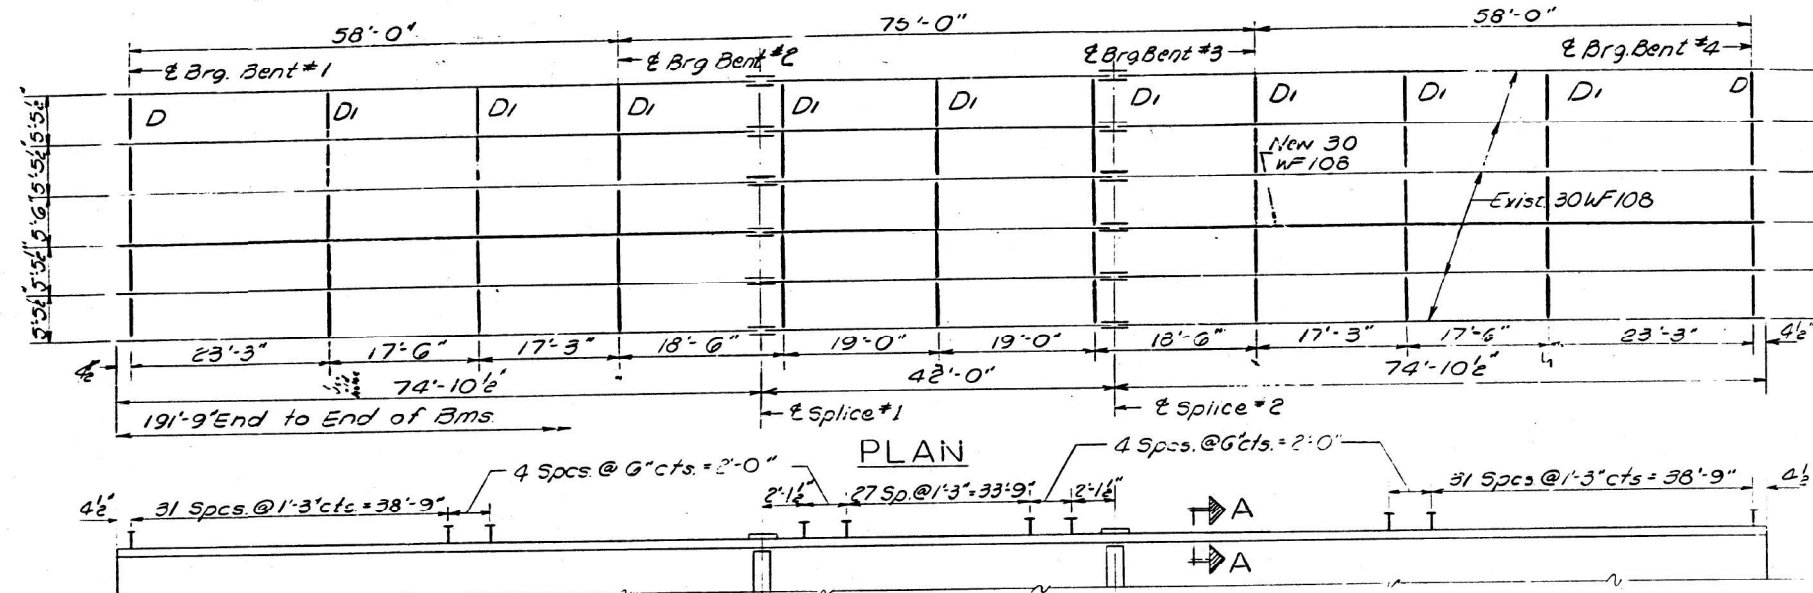 58'-0" 75'-0" 58'-0"
℄ Brg. Bent #1 ℄ Brg Bent #2 ℄ Brg Bent #3 ℄ Brg. Bent #4
D D1 D1 D1 D1 D1 D1 D1 D1 D1 D
5'-5½" 5'-5½" 5'-6" 5'-5½" 5'-5½"
New 30
WF 108
Exist. 30 WF 108
23'-3" 17'-6" 17'-3" 18'-6" 19'-0" 19'-0" 18'-6" 17'-3" 17'-6" 23'-3" 4½"
4½" 74'-10½" 42'-0" 74'-10½"
191'-9" End to End of Bms. ℄ Splice #1 ℄ Splice #2
PLAN
4 Spcs. @ 6" cts. = 2'-0" 4 Spcs. @ 6" cts. = 2'-0"
4½" 31 Spcs. @ 1'-3" cts = 38'-9" 2'-1½" 27 Sp. @ 1'-3" = 33'-9" 2'-1½" 31 Spcs @ 1'-3" cts = 38'-9" 4½
A
A